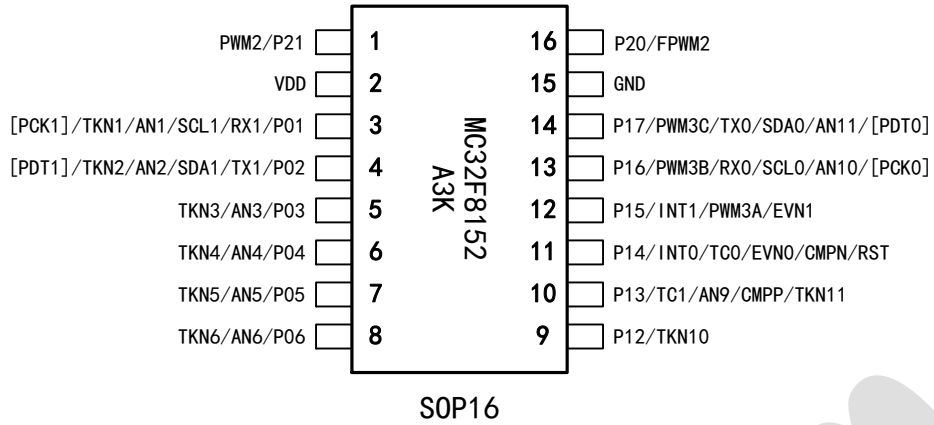 PWM2/P21 1 16 P20/FPWM2
VDD 2 15 GND
[PCK1]/TKN1/AN1/SCL1/RX1/P01 3 14 P17/PWM3C/TX0/SDA0/AN11/[PDT0]
[PDT1]/TKN2/AN2/SDA1/TX1/P02 4 13 P16/PWM3B/RX0/SCL0/AN10/[PCK0]
TKN3/AN3/P03 5 12 P15/INT1/PWM3A/EVN1
TKN4/AN4/P04 6 11 P14/INT0/TC0/EVN0/CMPN/RST
TKN5/AN5/P05 7 10 P13/TC1/AN9/CMPP/TKN11
TKN6/AN6/P06 8 9 P12/TKN10
MC32F8152
A3K
SOP16